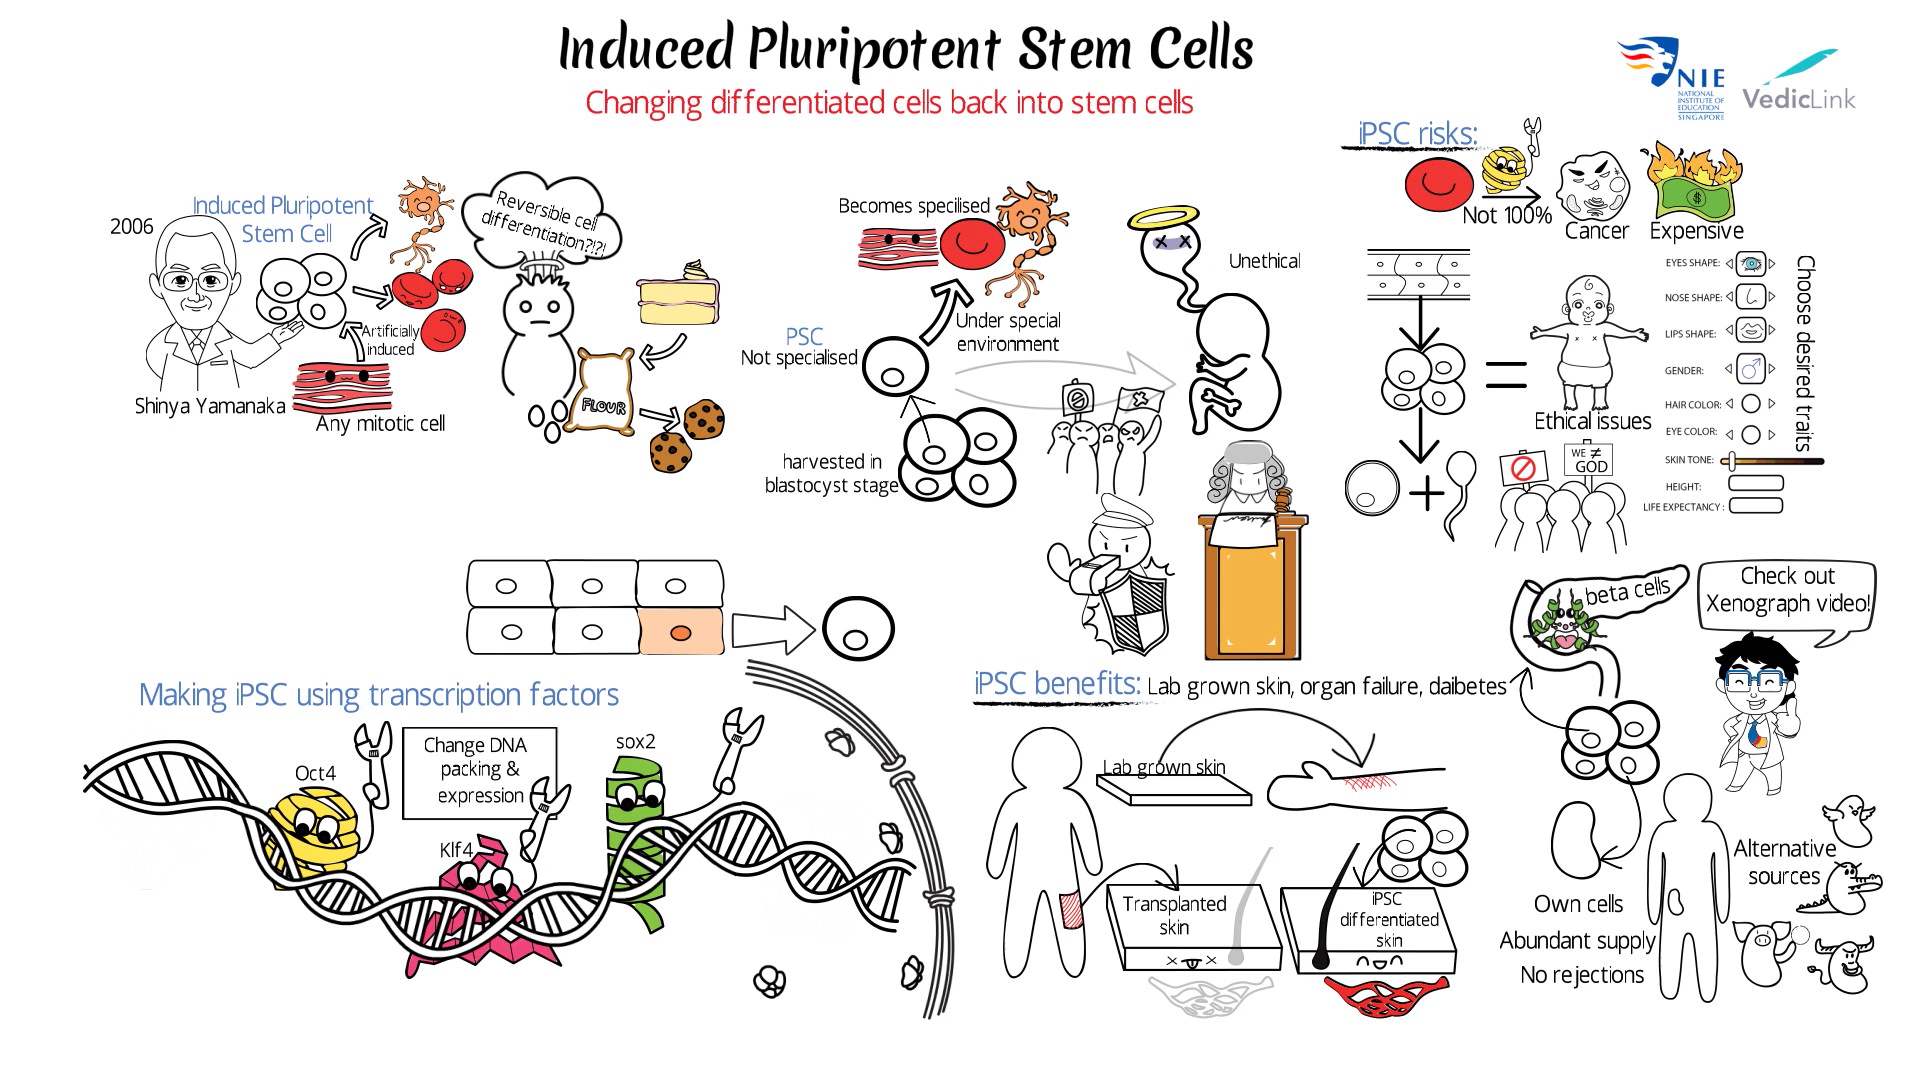 Induced Pluripotent Stem Cells
Changing differentiated cells back into stem cells
NIE
NATIONAL
INSTITUTE OF
EDUCATION
SINGAPORE
VedicLink
2006
Induced Pluripotent
Stem Cell
Artificially
induced
Shinya Yamanaka
Any mitotic cell
Reversible cell
differentiation?!?!
FLOUR
Becomes specialised
PSC
Not specialised
Under special
environment
harvested in
blastocyst stage
Unethical
iPSC risks:
Not 100%
Cancer
$
Expensive
Ethical issues
WE ≠
GOD
EYES SHAPE:
NOSE SHAPE:
LIPS SHAPE:
GENDER:
HAIR COLOR:
EYE COLOR:
SKIN TONE:
HEIGHT:
LIFE EXPECTANCY :
Choose desired traits
Making iPSC using transcription factors
Oct4
Change DNA
packing &
expression
Klf4
sox2
iPSC benefits: Lab grown skin, organ failure, daibetes
beta cells
Check out
Xenograph video!
Lab grown skin
Transplanted
skin
iPSC
differentiated
skin
Own cells
Abundant supply
No rejections
Alternative
sources